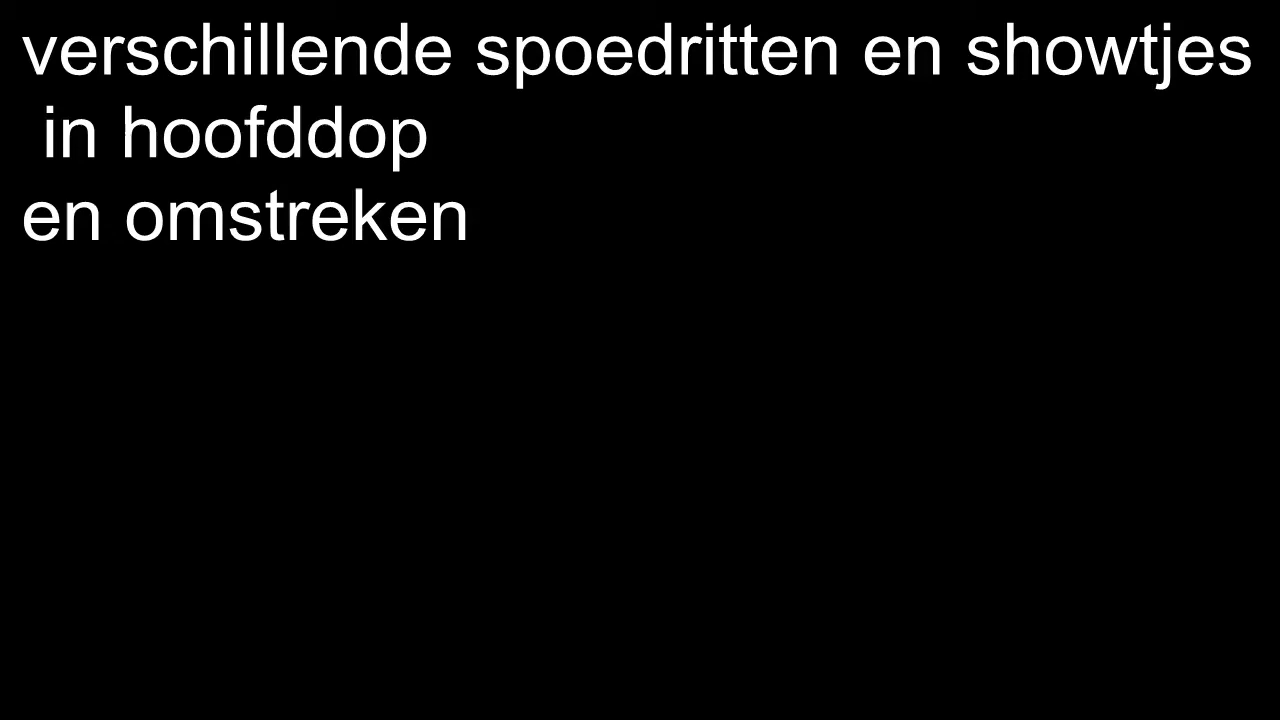 verschillende spoedritten en showtjes
in hoofddop
en omstreken